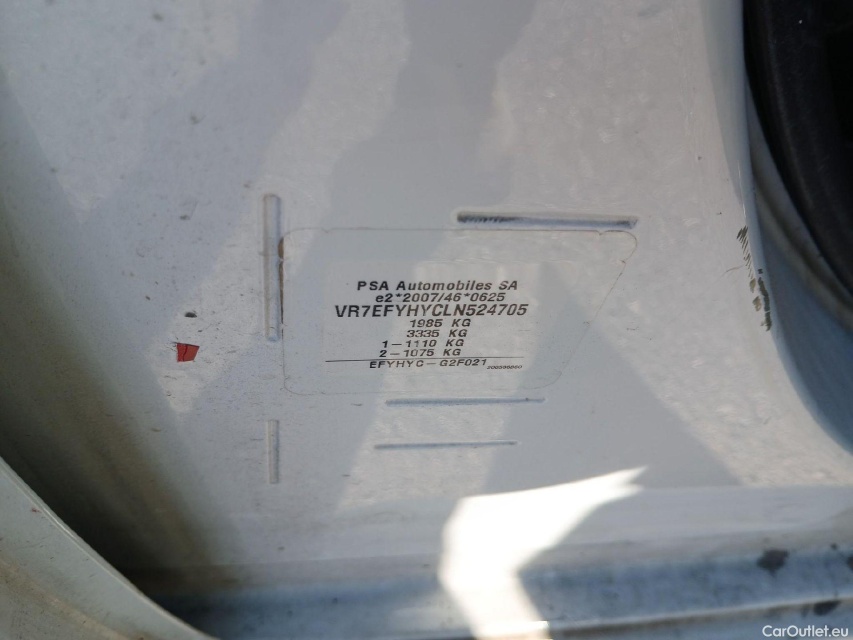 PSA Automobiles SA
e2*2007/46*0625
VR7EFYHYCLN524705
1985 KG
3335 KG
1-1110 KG
2-1075 KG
EFYHYC-G2F021
CarOutlet.eu